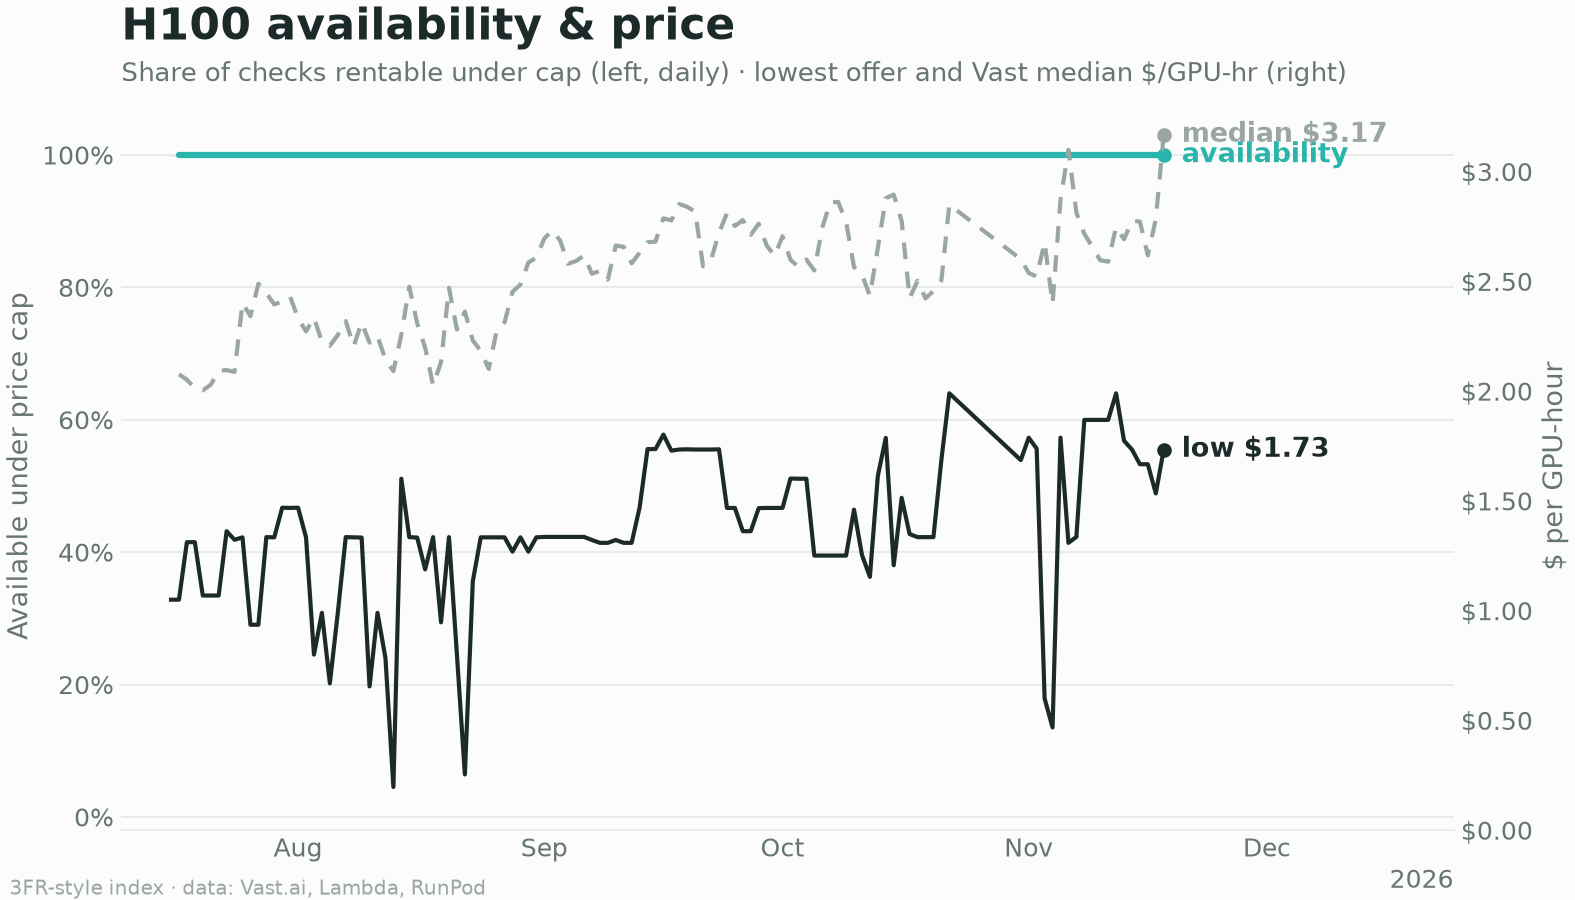 H100 availability & price
Share of checks rentable under cap (left, daily) · lowest offer and Vast median $/GPU-hr (right)
median $3.17
availability
low $1.73
Available under price cap
100%
80%
60%
40%
20%
0%
$3.00
$2.50
$2.00
$1.50
$1.00
$0.50
$0.00
$ per GPU-hour
Aug Sep Oct Nov Dec
2026
3FR-style index · data: Vast.ai, Lambda, RunPod